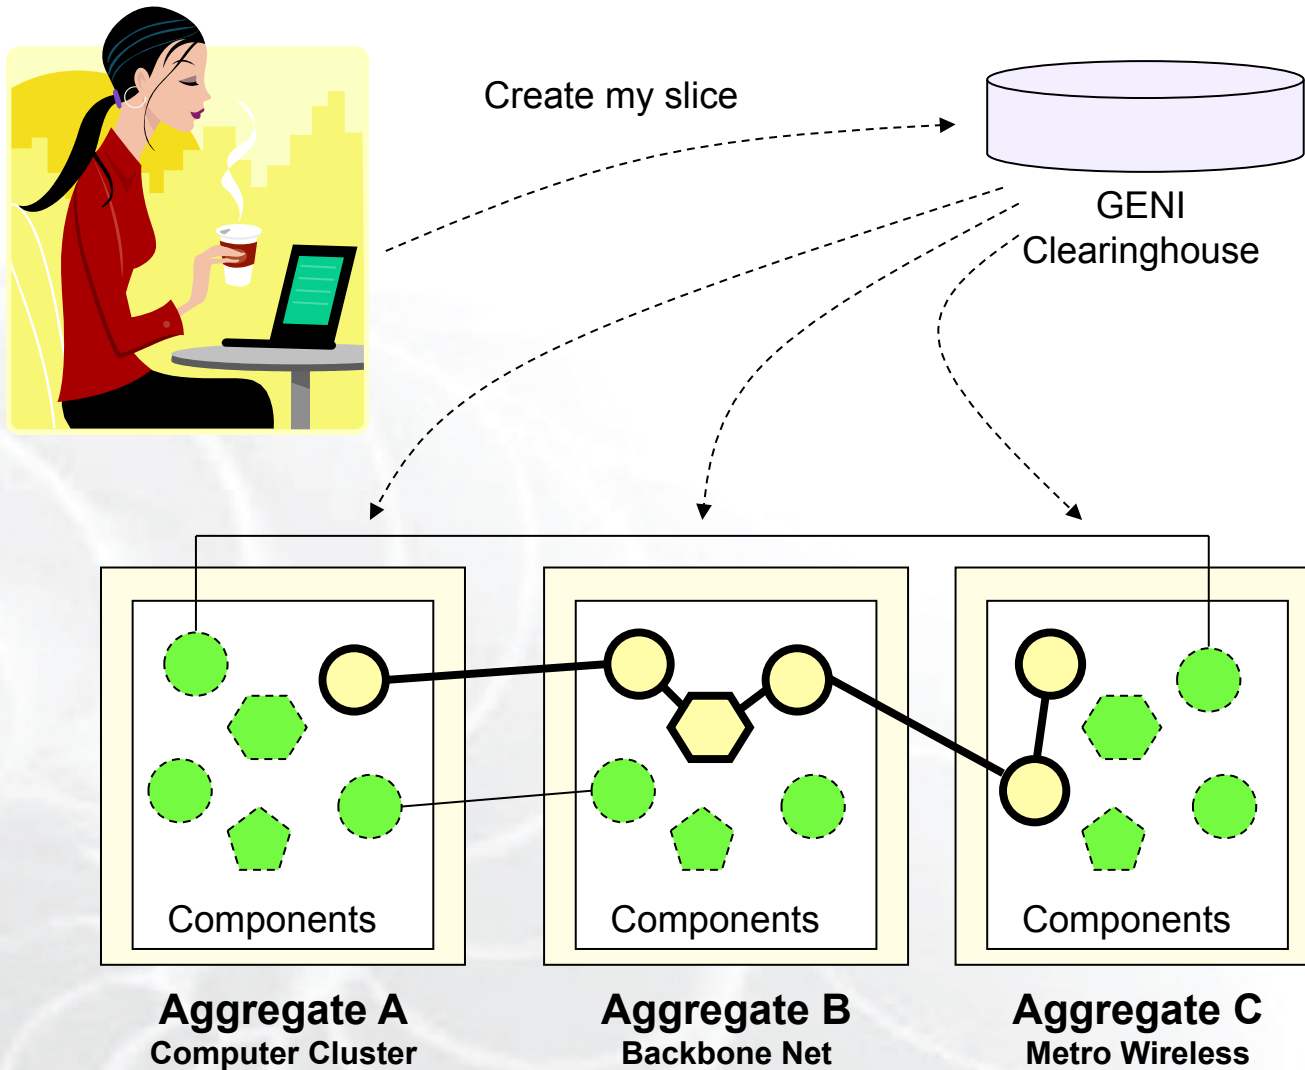 Create my slice
GENI
Clearinghouse
Components
Components
Components
Aggregate A
Computer Cluster
Aggregate B
Backbone Net
Aggregate C
Metro Wireless